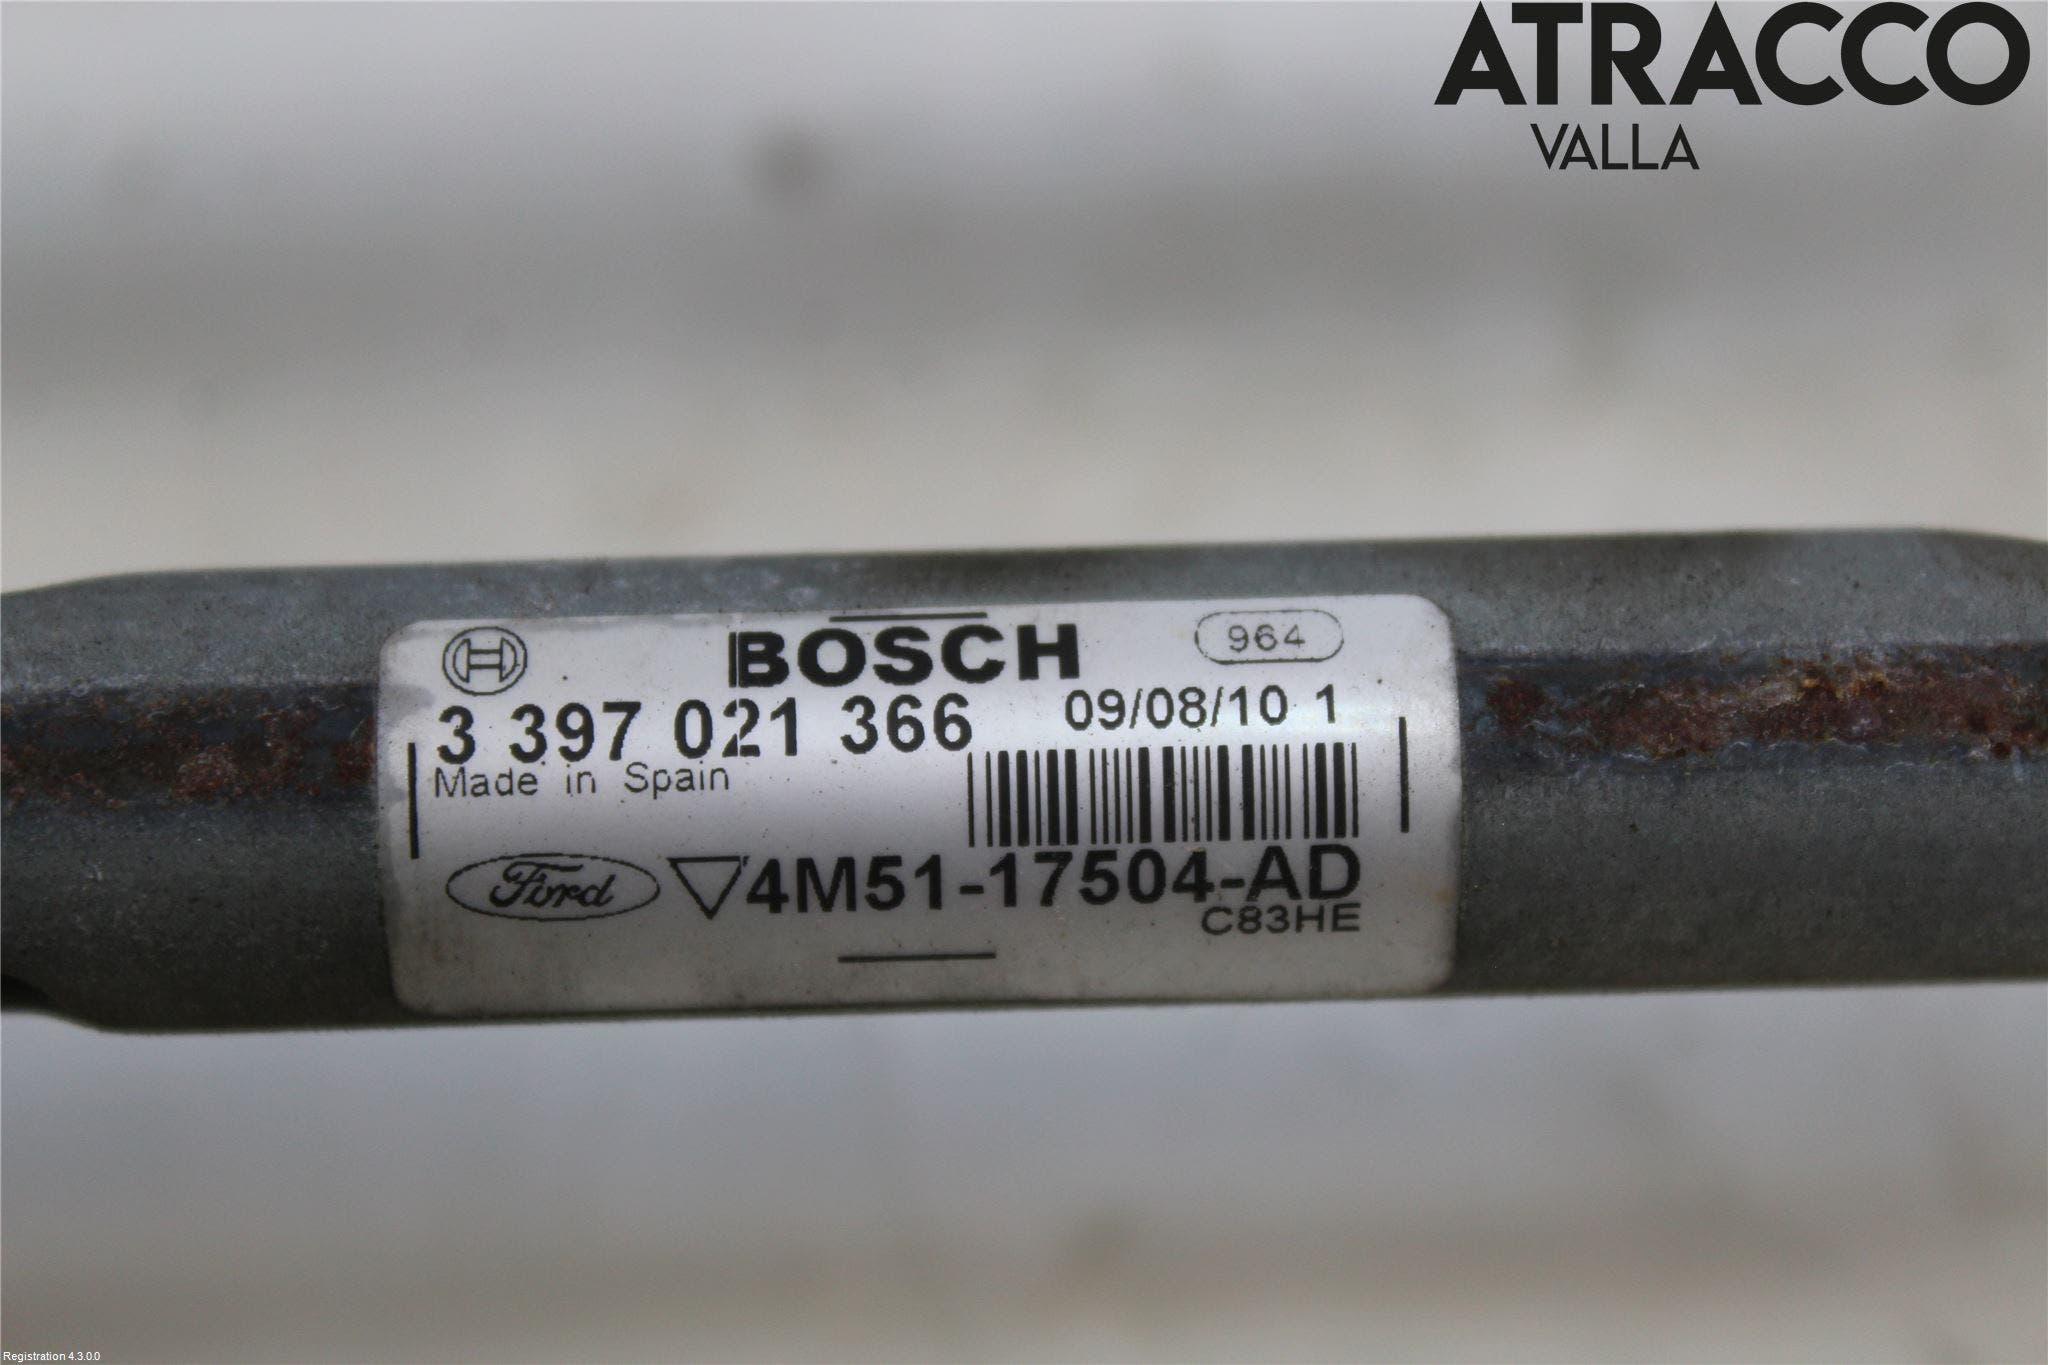 ATRACCO
VALLA
BOSCH
964
3 397 021 366
09/08/10 1
Made in Spain
Ford
4M51-17504-AD
C83HE
Registration 4.3.0.0